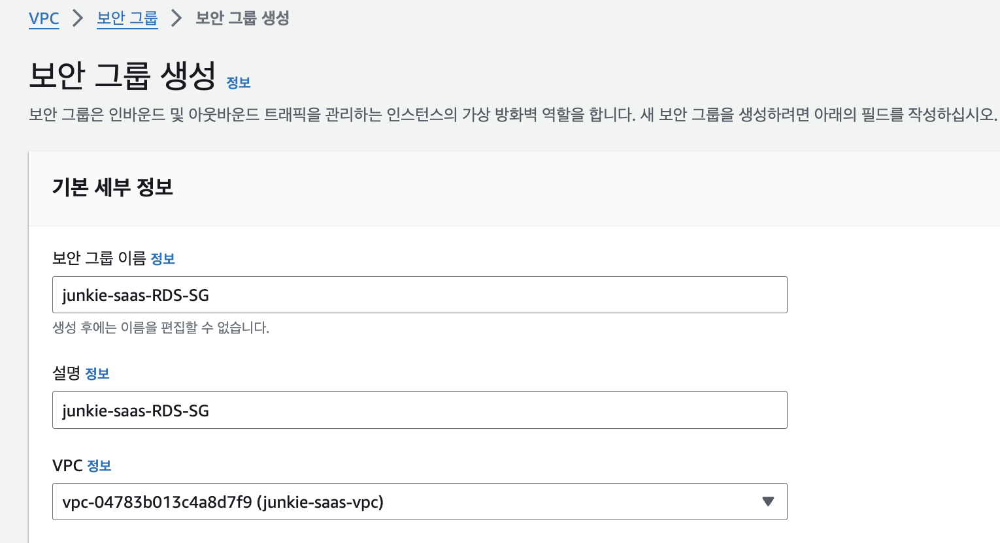 VPC > 보안 그룹 > 보안 그룹 생성
보안 그룹 생성 정보
보안 그룹은 인바운드 및 아웃바운드 트래픽을 관리하는 인스턴스의 가상 방화벽 역할을 합니다. 새 보안 그룹을 생성하려면 아래의 필드를 작성하십시오.
기본 세부 정보
보안 그룹 이름 정보
junkie-saas-RDS-SG
생성 후에는 이름을 편집할 수 없습니다.
설명 정보
junkie-saas-RDS-SG
VPC 정보
vpc-04783b013c4a8d7f9 (junkie-saas-vpc)